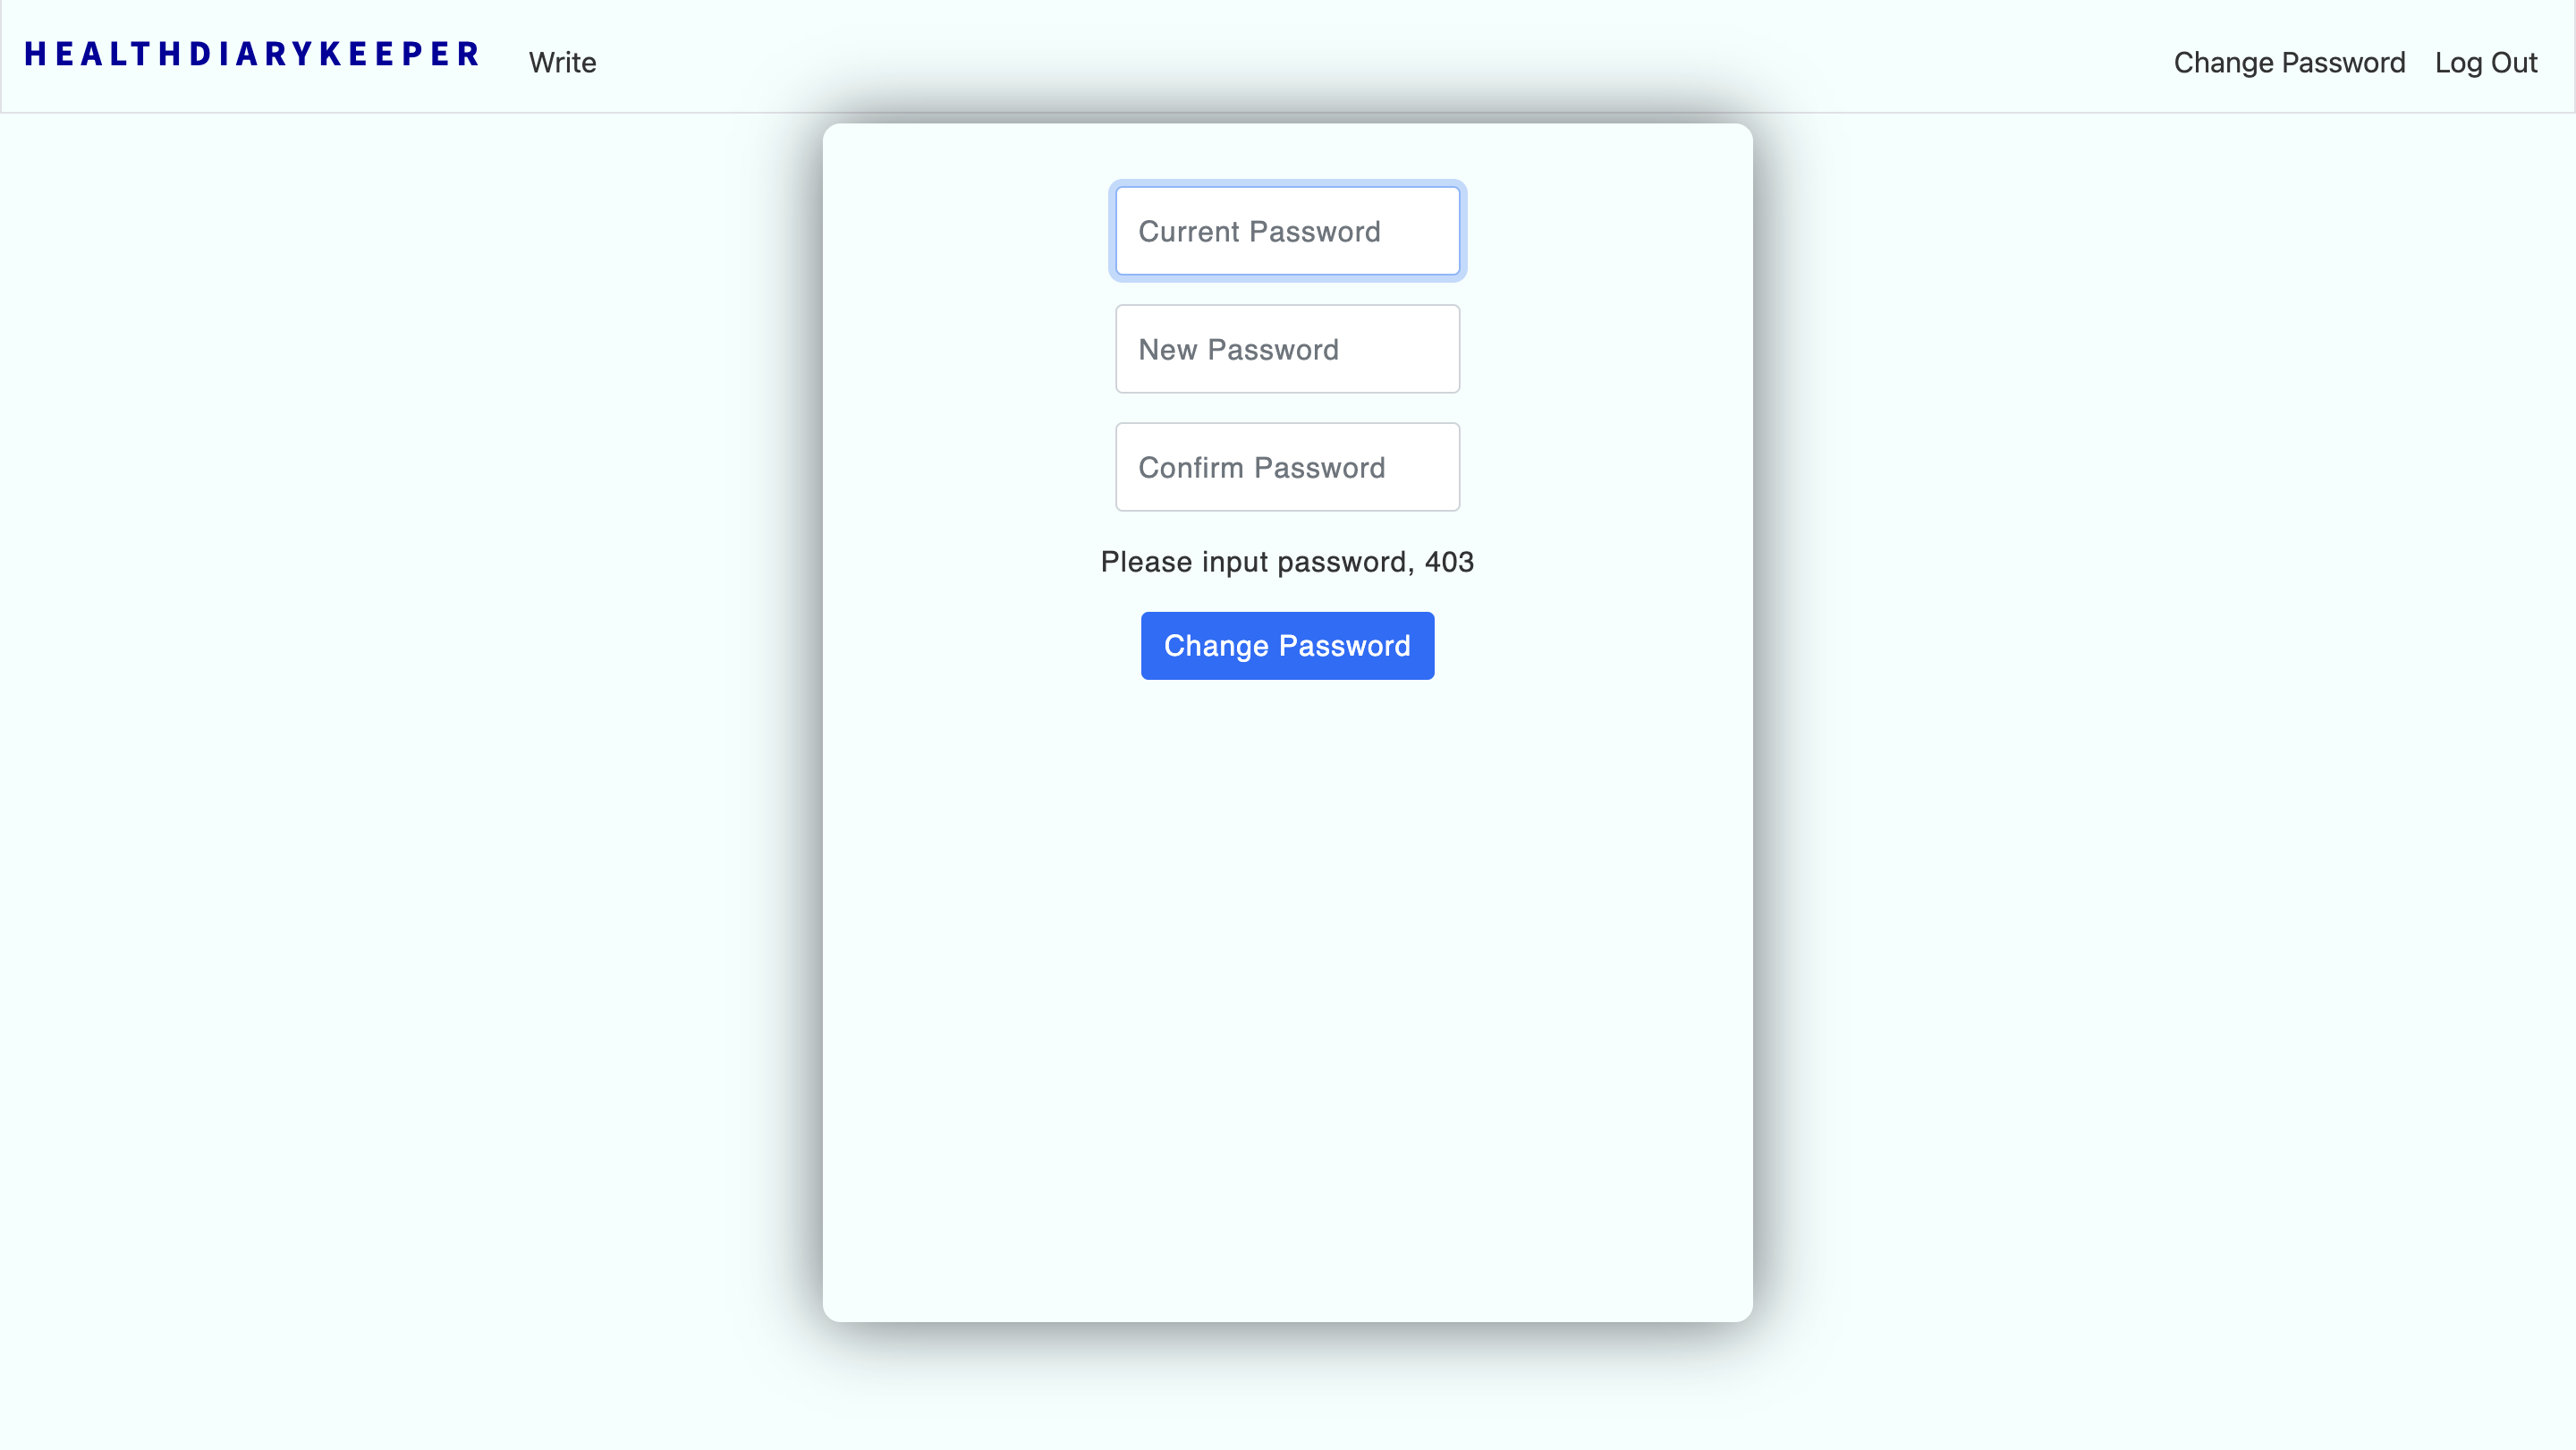 HEALTHDIARYKEEPER Write Change Password Log Out
Current Password
New Password
Confirm Password
Please input password, 403
Change Password